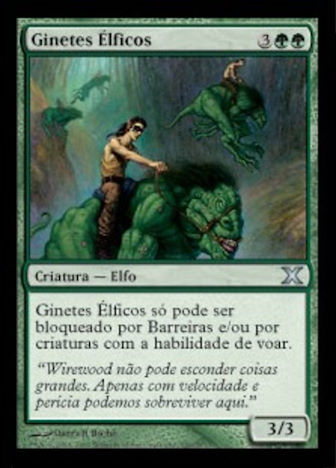 Ginetes Élficos 3
Criatura — Elfo
Ginetes Élficos só pode ser
bloqueado por Barreiras e/ou por
criaturas com a habilidade de voar.
“Wirewood não pode esconder coisas
grandes. Apenas com velocidade e
perícia podemos sobreviver aqui.”
3/3